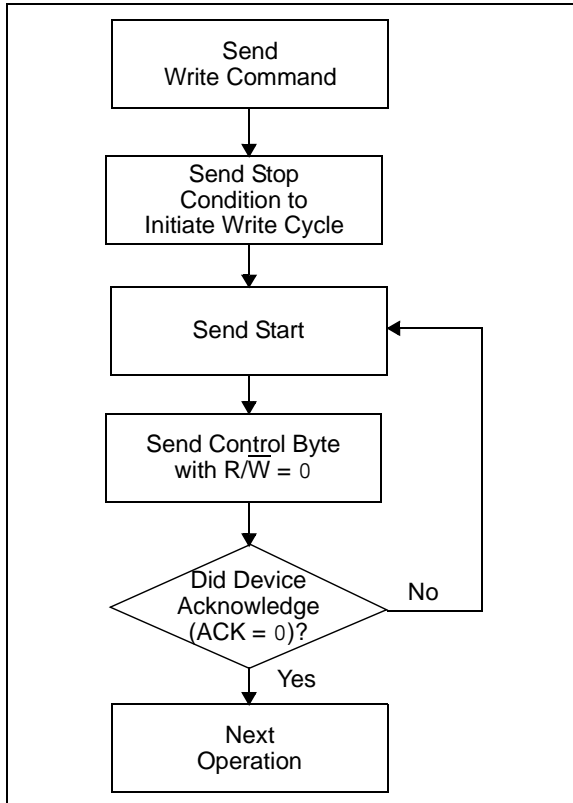 Send
Write Command
Send Stop
Condition to
Initiate Write Cycle
Send Start
Send Control Byte
with R/W̅ = 0
Did Device
Acknowledge
(ACK = 0)?
No
Yes
Next
Operation